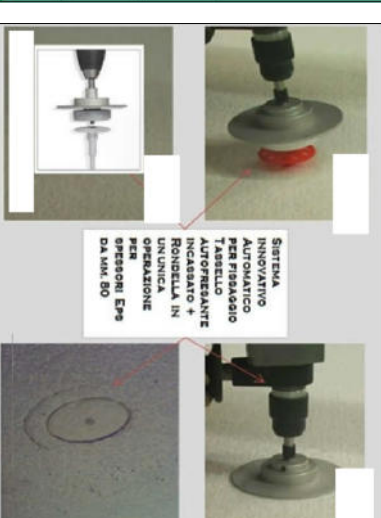 SISTEMA
INNOVATIVO
AUTOMATICO
PER FISSAGGIO
TASSELLO
AUTOFRESANTE
INCASSATO +
RONDELLA IN
UN'UNICA
OPERAZIONE
PER
SPESSORI EPS
DA MM. 80